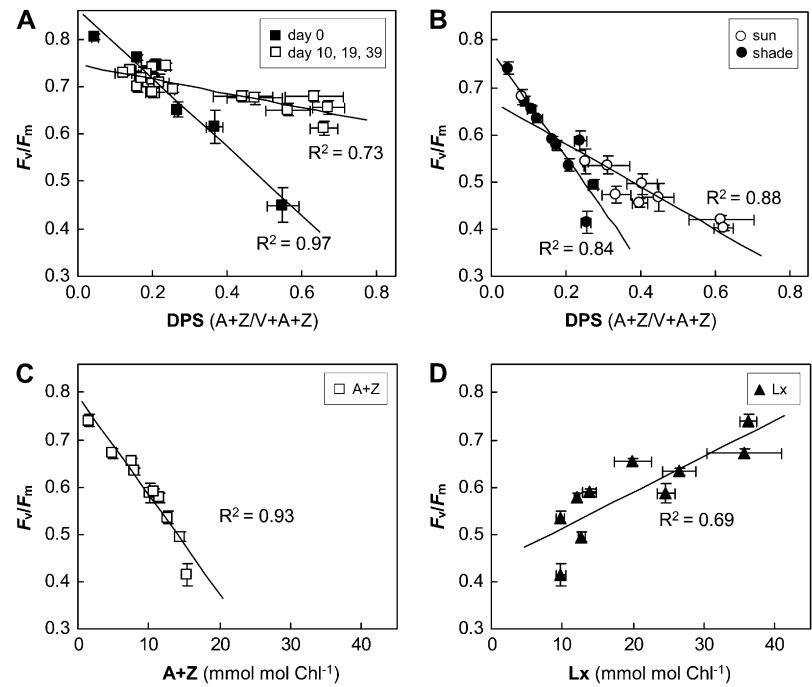 A
day 0
day 10, 19, 39
0.8
0.7
0.6
0.5
0.4
0.3
Fv/Fm
R² = 0.73
R² = 0.97
0.0 0.2 0.4 0.6 0.8
DPS (A+Z/V+A+Z)
B
sun
shade
0.8
0.7
0.6
0.5
0.4
0.3
Fv/Fm
R² = 0.88
R² = 0.84
0.0 0.2 0.4 0.6 0.8
DPS (A+Z/V+A+Z)
C
A+Z
0.8
0.7
0.6
0.5
0.4
0.3
Fv/Fm
R² = 0.93
0 10 20 30 40
A+Z (mmol mol Chl⁻¹)
D
Lx
0.8
0.7
0.6
0.5
0.4
0.3
Fv/Fm
R² = 0.69
0 10 20 30 40
Lx (mmol mol Chl⁻¹)